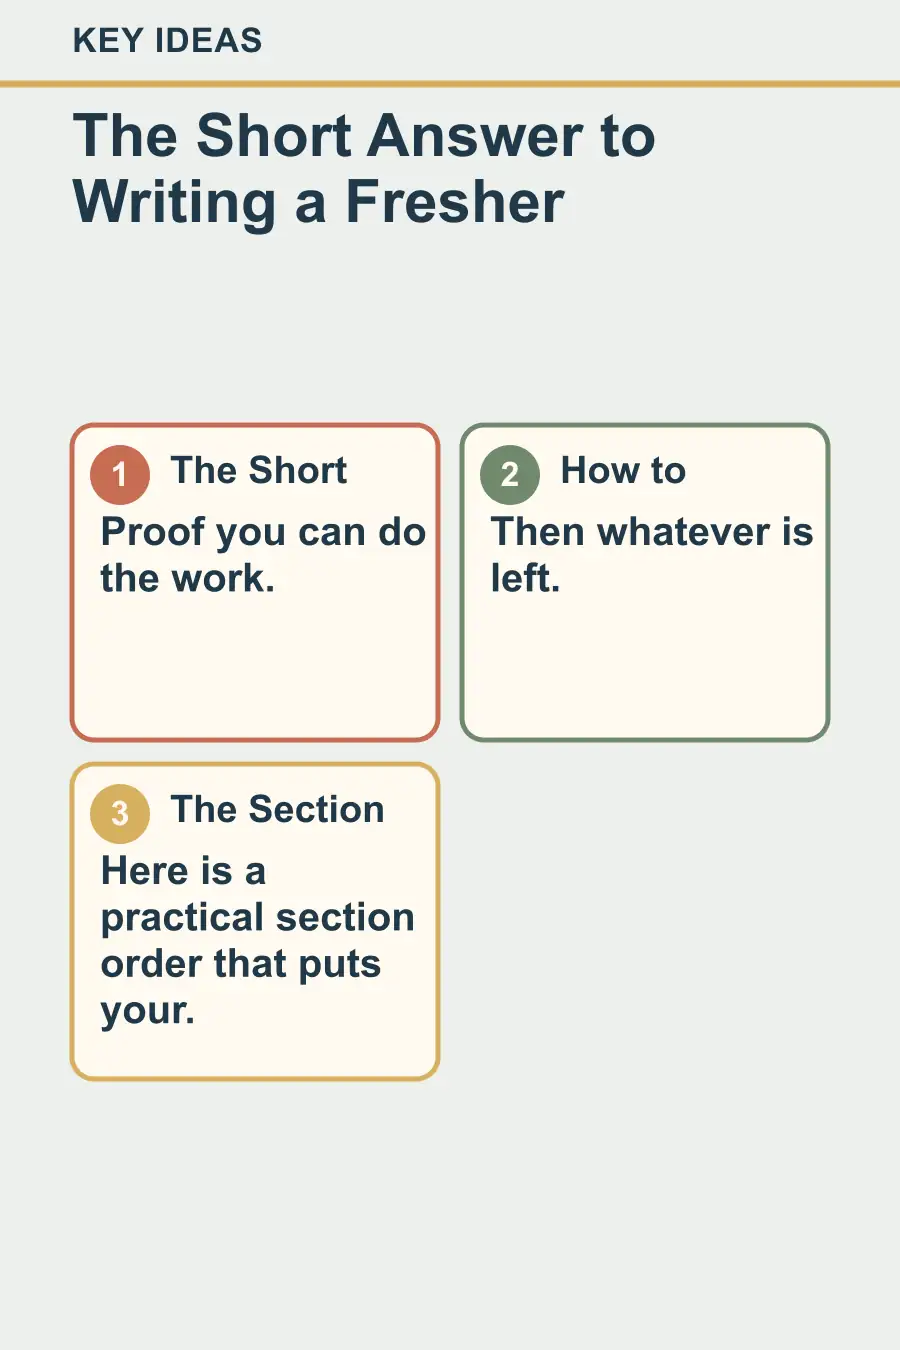 KEY IDEAS
The Short Answer to
Writing a Fresher
1 The Short
Proof you can do
the work.
2 How to
Then whatever is
left.
3 The Section
Here is a
practical section
order that puts
your.